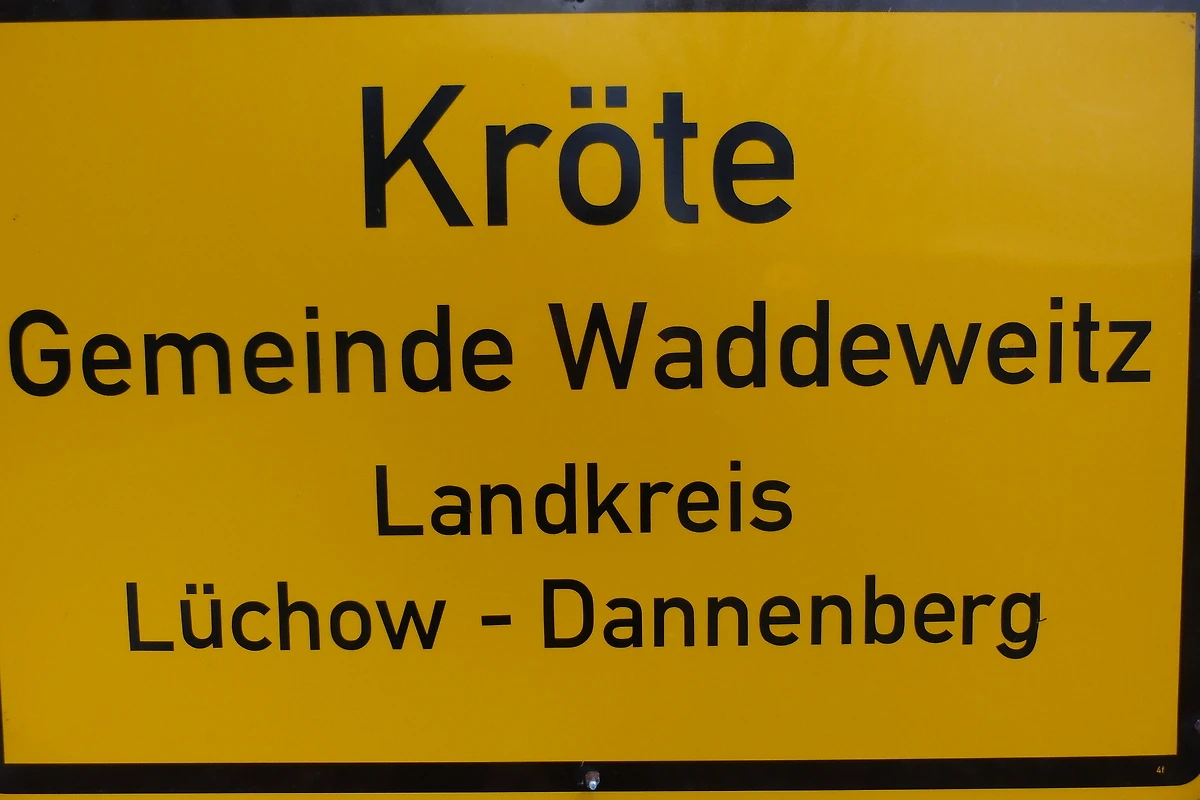 Kröte
Gemeinde Waddeweitz
Landkreis
Lüchow - Dannenberg